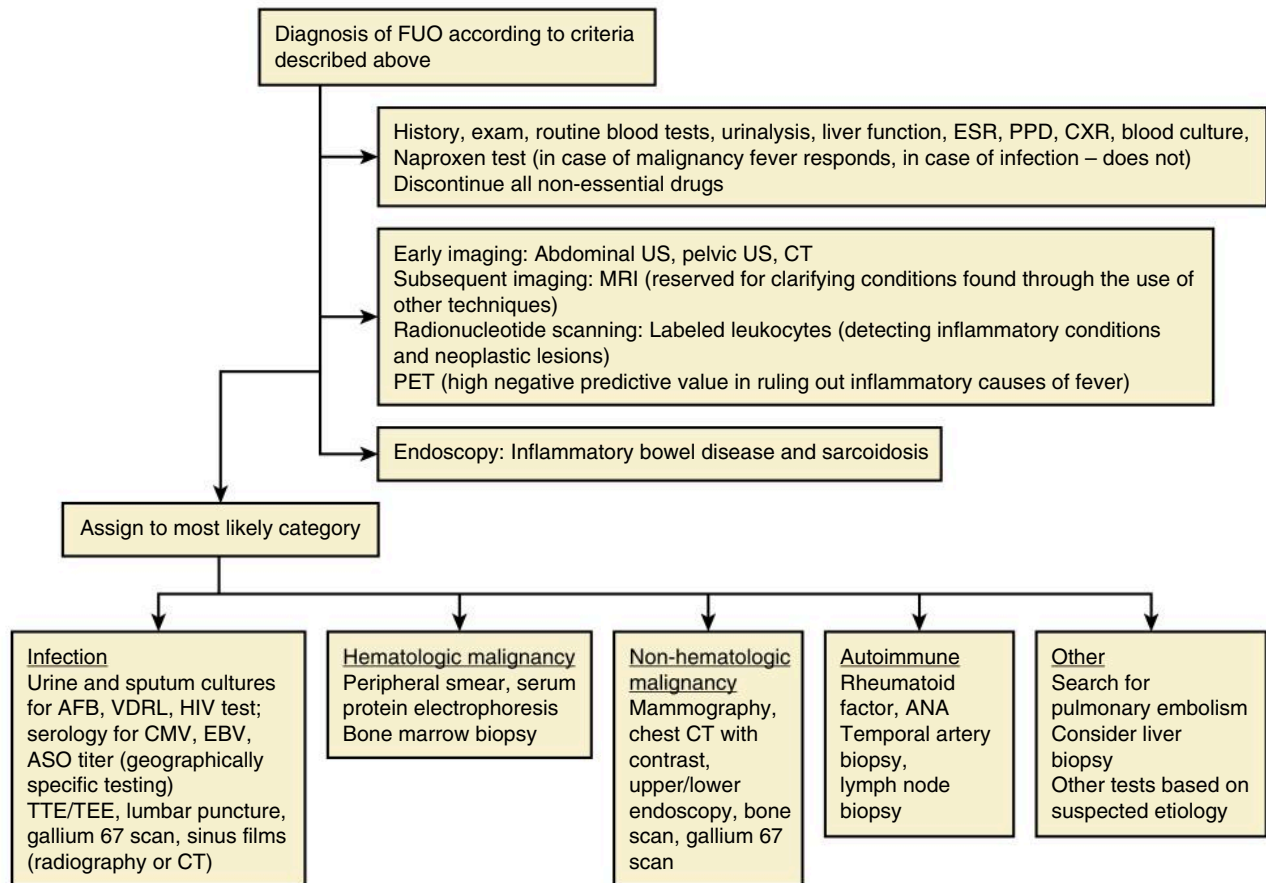 Diagnosis of FUO according to criteria
described above
History, exam, routine blood tests, urinalysis, liver function, ESR, PPD, CXR, blood culture,
Naproxen test (in case of malignancy fever responds, in case of infection – does not)
Discontinue all non-essential drugs
Early imaging: Abdominal US, pelvic US, CT
Subsequent imaging: MRI (reserved for clarifying conditions found through the use of
other techniques)
Radionucleotide scanning: Labeled leukocytes (detecting inflammatory conditions
and neoplastic lesions)
PET (high negative predictive value in ruling out inflammatory causes of fever)
Endoscopy: Inflammatory bowel disease and sarcoidosis
Assign to most likely category
Infection
Urine and sputum cultures
for AFB, VDRL, HIV test;
serology for CMV, EBV,
ASO titer (geographically
specific testing)
TTE/TEE, lumbar puncture,
gallium 67 scan, sinus films
(radiography or CT)
Hematologic malignancy
Peripheral smear, serum
protein electrophoresis
Bone marrow biopsy
Non-hematologic
malignancy
Mammography,
chest CT with
contrast,
upper/lower
endoscopy, bone
scan, gallium 67
scan
Autoimmune
Rheumatoid
factor, ANA
Temporal artery
biopsy,
lymph node
biopsy
Other
Search for
pulmonary embolism
Consider liver
biopsy
Other tests based on
suspected etiology